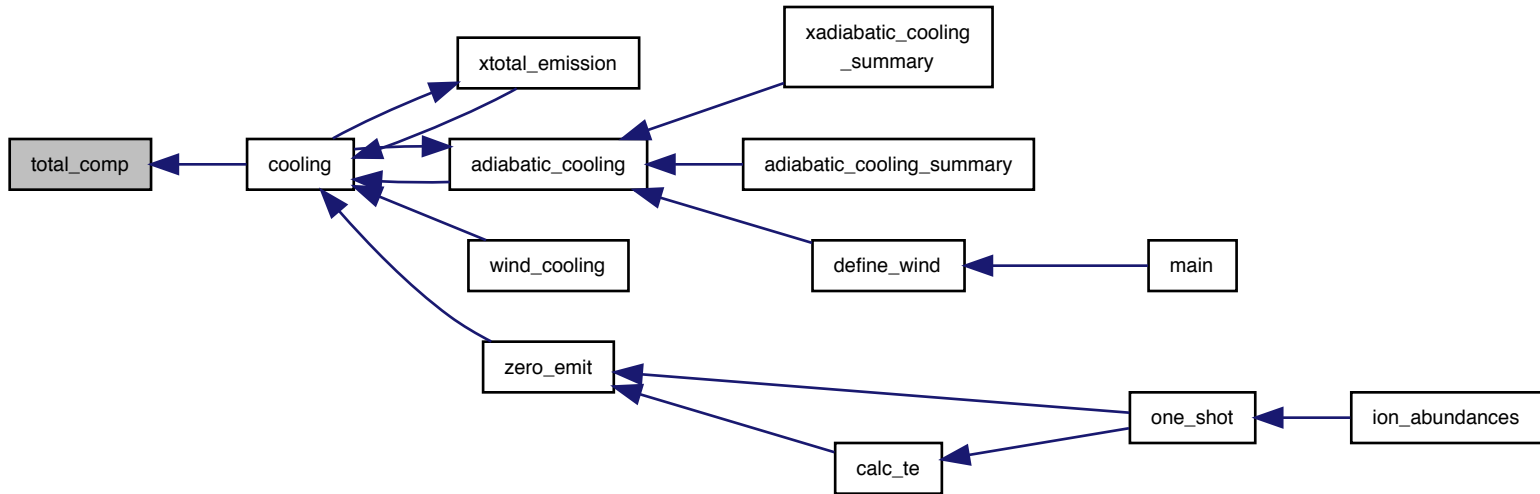 xadiabatic_cooling
_summary
xtotal_emission
total_comp
cooling
adiabatic_cooling
adiabatic_cooling_summary
wind_cooling
define_wind
main
zero_emit
one_shot
ion_abundances
calc_te